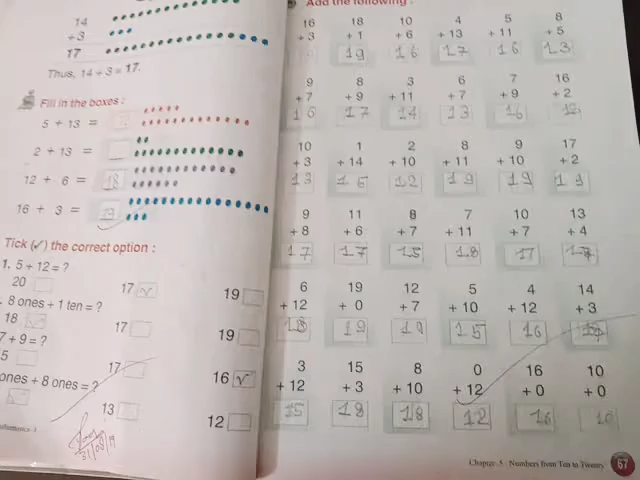 14
+3
17
Thus, 14 + 3 = 17.
Fill in the boxes :
5 + 13 =
2 + 13 =
12 + 6 = 18
16 + 3 = 19
Tick (✓) the correct option :
1. 5 + 12 = ?
20 17 ✓ 19
8 ones + 1 ten = ?
18 ✓ 17 19
7 + 9 = ?
5 17 16 ✓
ones + 8 ones = ?
13 12
31/08/19
Add the following :
16 18 10 4 5 8
+ 3 + 1 + 6 + 13 + 11 + 5
19 16 17 16 13
9 8 3 6 7 16
+ 7 + 9 + 11 + 7 + 9 + 2
16 17 14 13 16
10 1 2 8 9 17
+ 3 + 14 + 10 + 11 + 10 + 2
13 15 12 19 19 19
9 11 8 8 10 13
+ 8 + 6 + 7 + 11 + 7 + 4
17 17 15 17
6 19 12 5 4 14
+ 12 + 0 + 7 + 10 + 12 + 3
18 19 19 15 16
3 15 8 0 16 10
+ 12 + 3 + 10 + 12 + 0 + 0
15 18 18 12 16 10
Chapter 5 : Numbers from Ten to Twenty 67